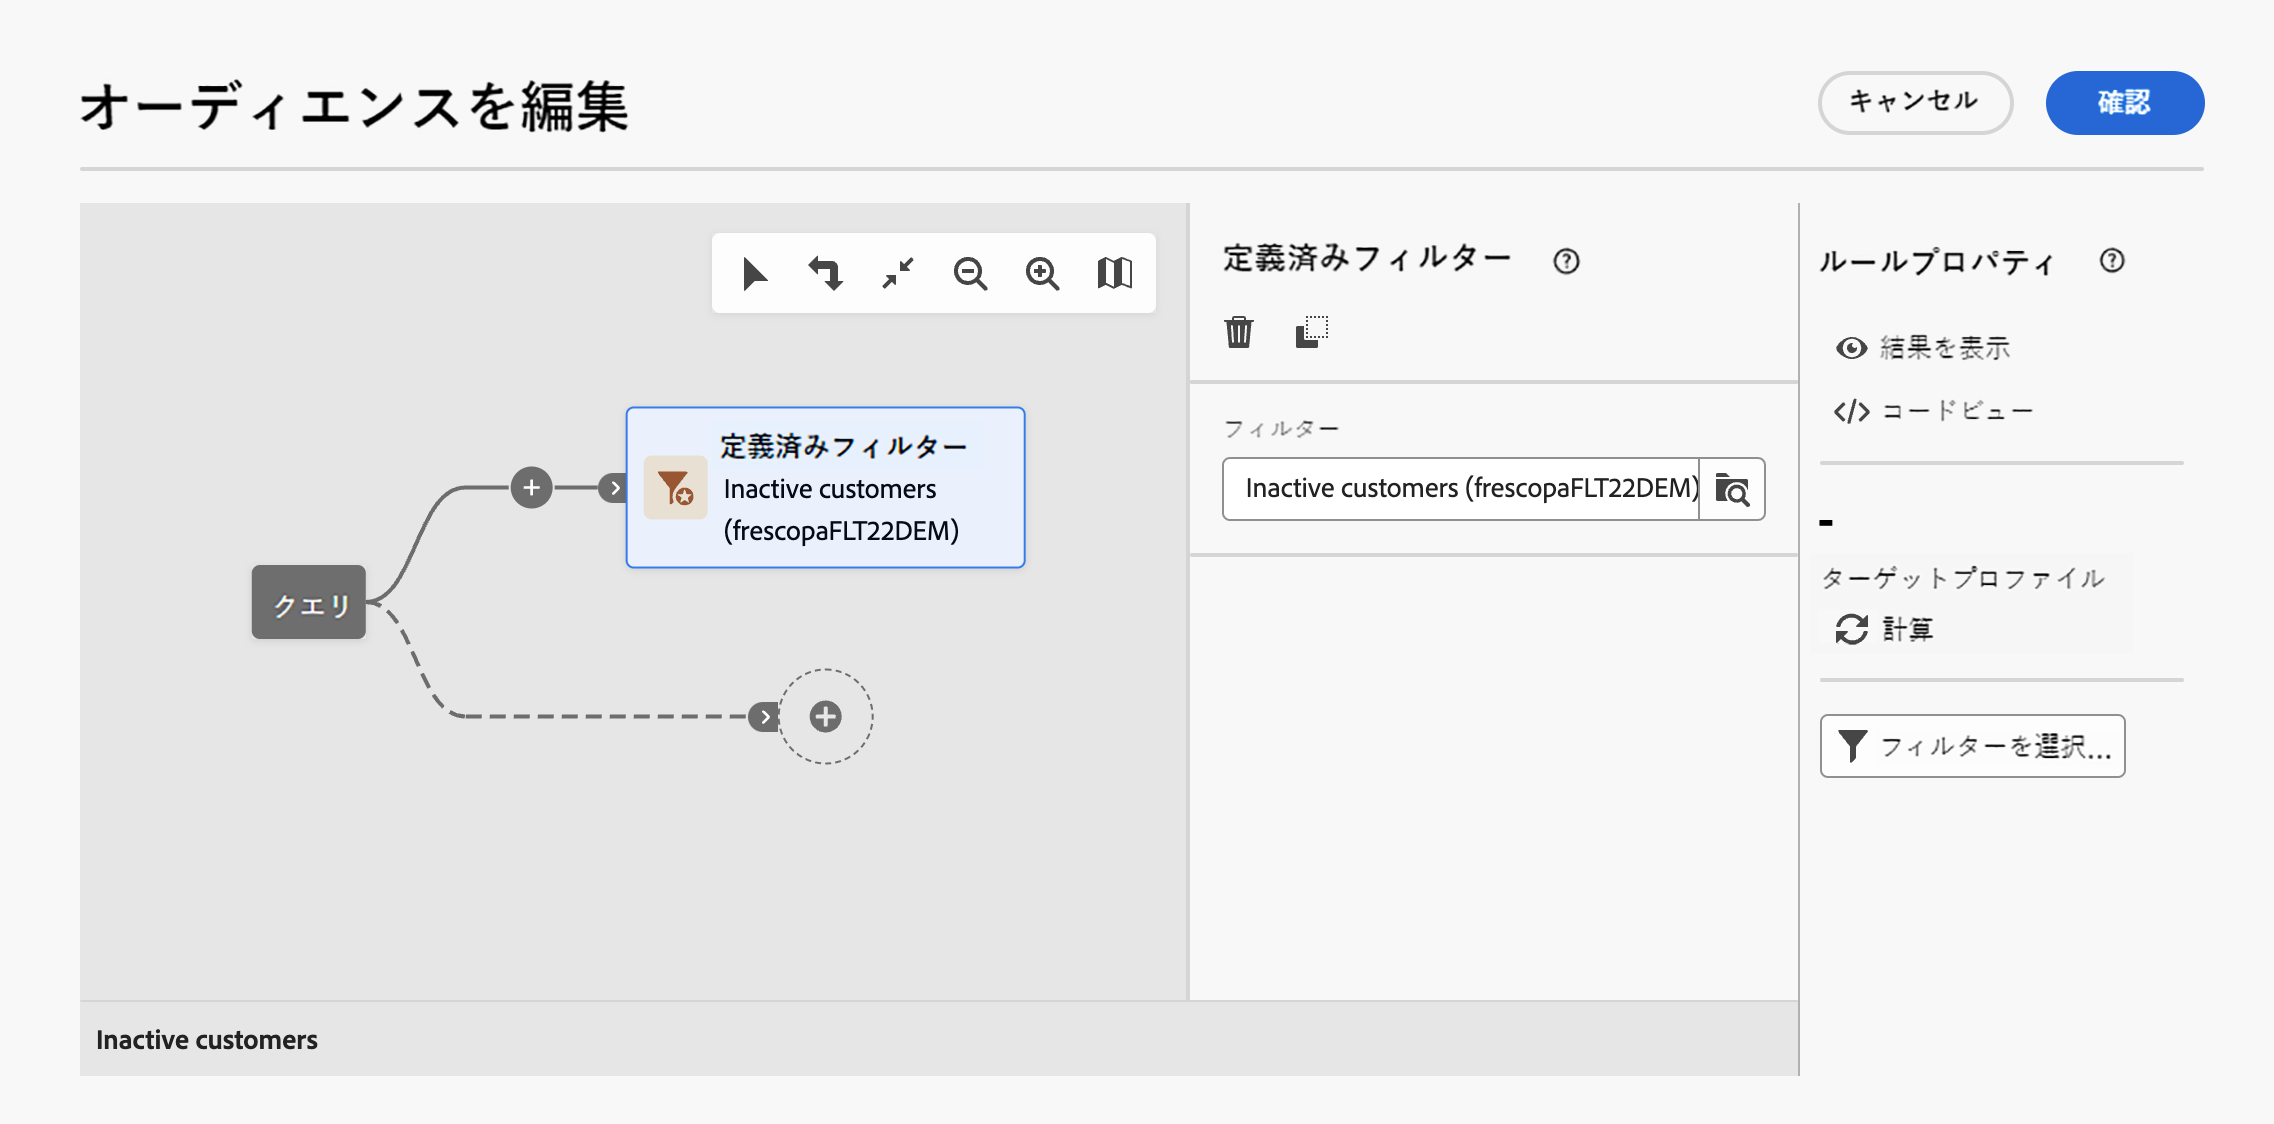 オーディエンスを編集
キャンセル
確認
定義済みフィルター
Inactive customers
(frescopaFLT22DEM)
クエリ
Inactive customers
定義済みフィルター
フィルター
Inactive customers (frescopaFLT22DEM)
ルールプロパティ
結果を表示
コードビュー
-
ターゲットプロファイル
計算
フィルターを選択...